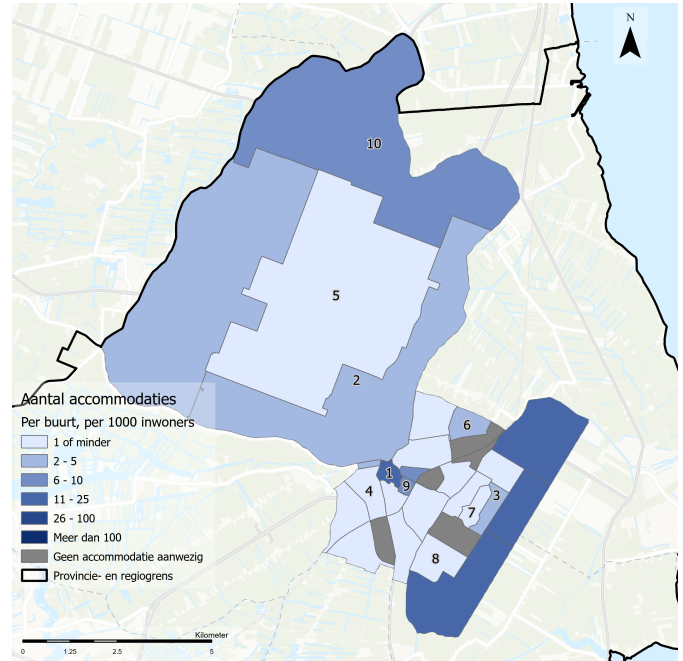 N
10
5
2
6
1
9
4
3
7
8
Aantal accommodaties
Per buurt, per 1000 inwoners
1 of minder
2 - 5
6 - 10
11 - 25
26 - 100
Meer dan 100
Geen accommodatie aanwezig
Provincie- en regiogrens
Kilometer
0 1.25 2.5 5